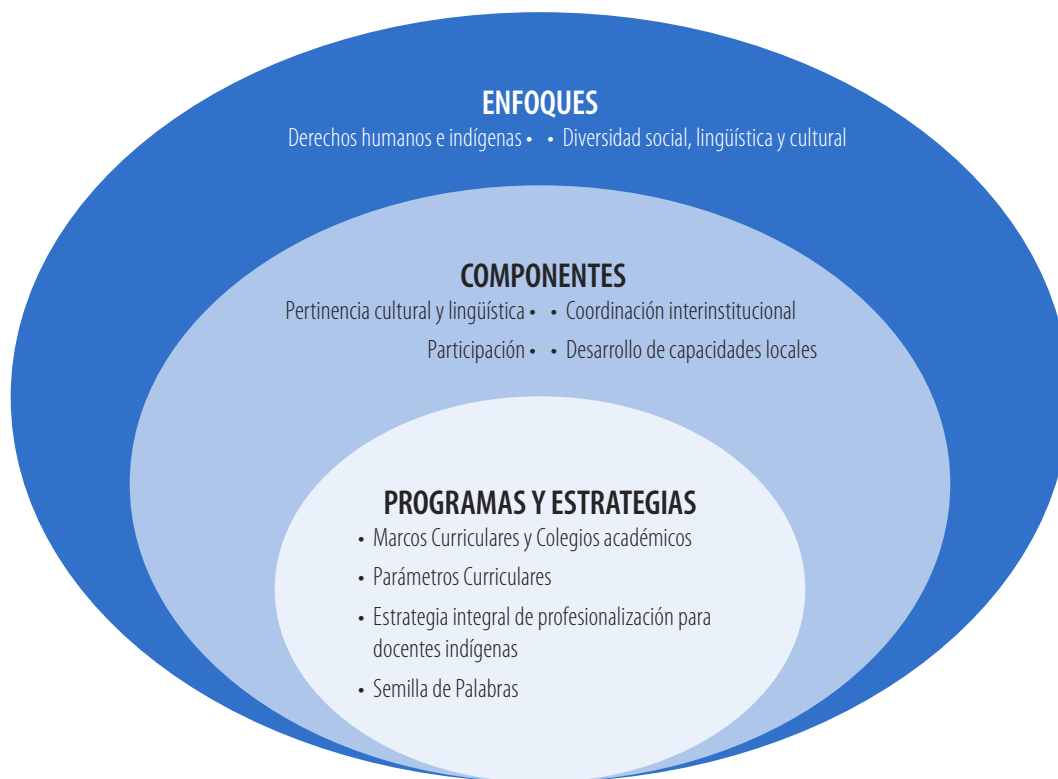 ENFOQUES
Derechos humanos e indígenas • • Diversidad social, lingüística y cultural
COMPONENTES
Pertinencia cultural y lingüística • • Coordinación interinstitucional
Participación • • Desarrollo de capacidades locales
PROGRAMAS Y ESTRATEGIAS
• Marcos Curriculares y Colegios académicos
• Parámetros Curriculares
• Estrategia integral de profesionalización para
docentes indígenas
• Semilla de Palabras